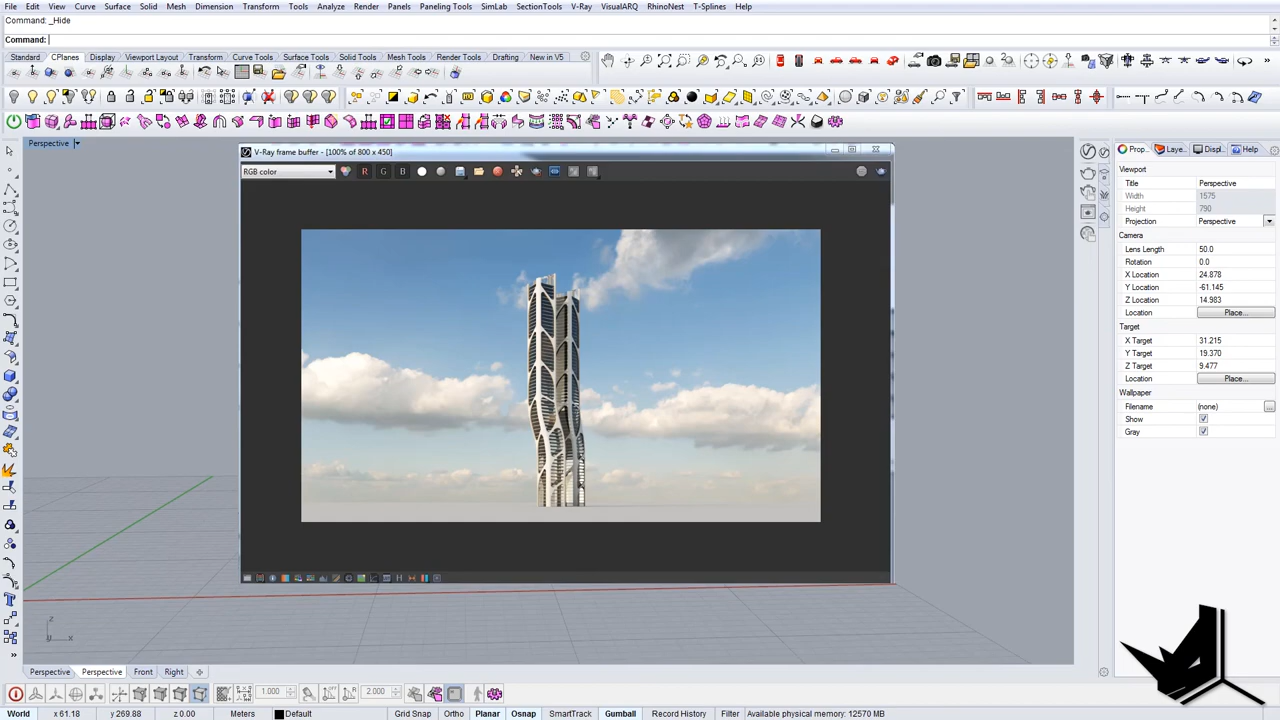 File Edit View Curve Surface Solid Mesh Dimension Transform Tools Analyze Render Panels Paneling Tools SimLab SectionTools V-Ray VisualARQ RhinoNest T-Splines Help
Command: _Hide
Command:
Standard CPlanes Display Viewport Layout Transform Curve Tools Surface Tools Solid Tools Mesh Tools Render Tools Drafting New in V5
Perspective
V-Ray frame buffer - [100% of 800 x 450]
RGB color
R G B
Prop... Laye... Displ... Help
Viewport
Title Perspective
Width 1575
Height 790
Projection Perspective
Camera
Lens Length 50.0
Rotation 0.0
X Location 24.878
Y Location -61.145
Z Location 14.983
Location Place...
Target
X Target 31.215
Y Target 19.370
Z Target 9.477
Location Place...
Wallpaper
Filename (none) ...
Show
Gray
z
x
Perspective Perspective Front Right
1.000 2.000
World x 61.18 y 269.88 z 0.00 Meters Default Grid Snap Ortho Planar Osnap SmartTrack Gumball Record History Filter Available physical memory: 12570 MB